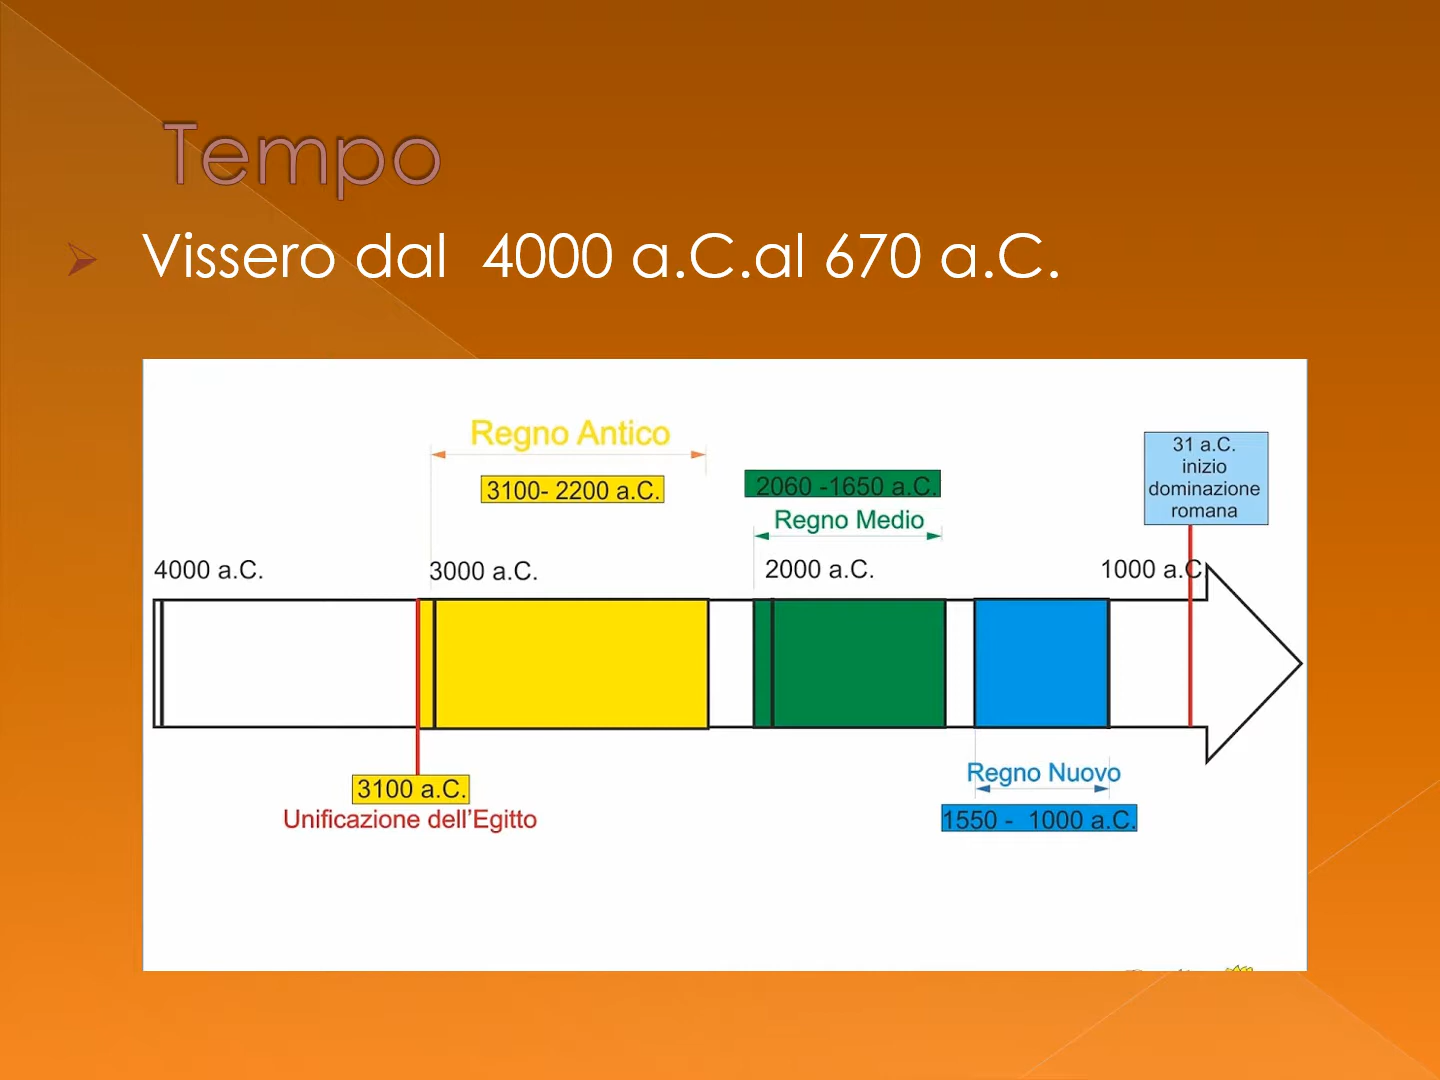 Tempo
Vissero dal  4000 a.C.al 670 a.C.
Regno Antico
3100- 2200 a.C.
2060 -1650 a.C.
Regno Medio
31 a.C.
inizio
dominazione
romana
4000 a.C.
3000 a.C.
2000 a.C.
1000 a.C.
3100 a.C.
Unificazione dell'Egitto
Regno Nuovo
1550 -  1000 a.C.